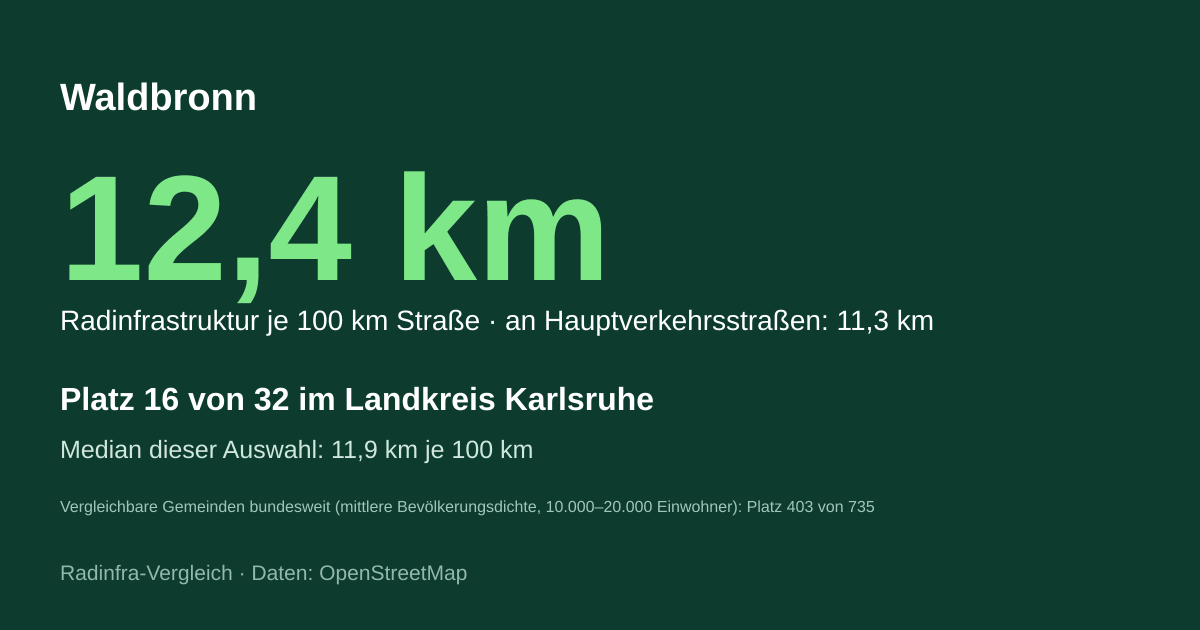 Waldbronn
12,4 km
Radinfrastruktur je 100 km Straße · an Hauptverkehrsstraßen: 11,3 km
Platz 16 von 32 im Landkreis Karlsruhe
Median dieser Auswahl: 11,9 km je 100 km
Vergleichbare Gemeinden bundesweit (mittlere Bevölkerungsdichte, 10.000–20.000 Einwohner): Platz 403 von 735
Radinfra-Vergleich · Daten: OpenStreetMap